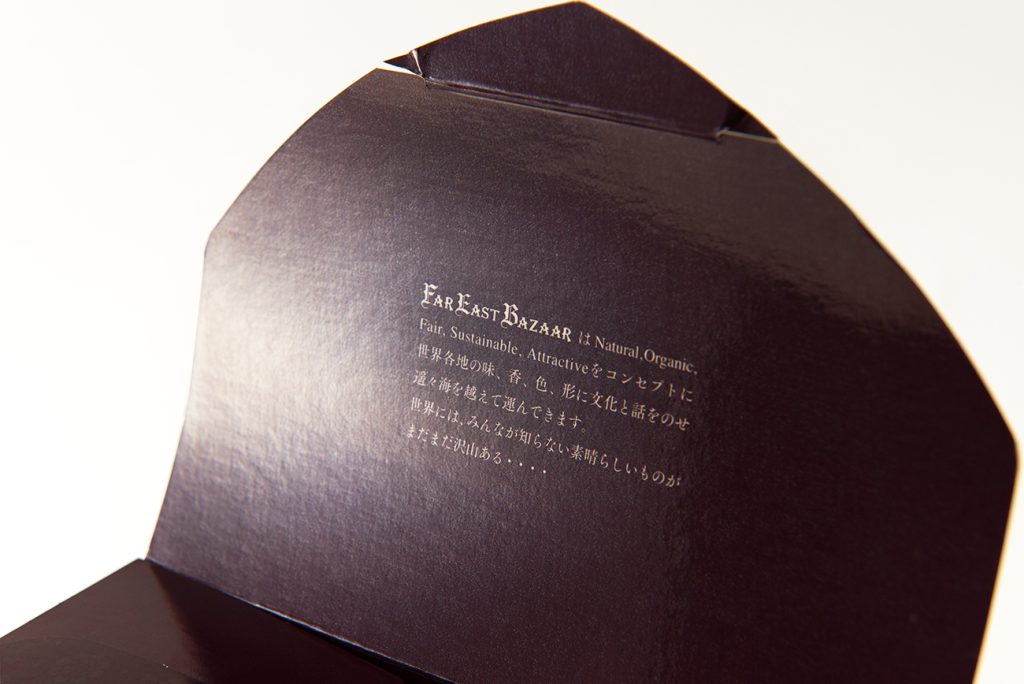 FAR EAST BAZAAR は Natural,Organic,
Fair, Sustainable, Attractiveをコンセプトに
世界各地の味、香、色、形に文化と話をのせ
遥々海を越えて運んできます。
世界には、みんなが知らない素晴らしいものが
まだまだ沢山ある・・・・